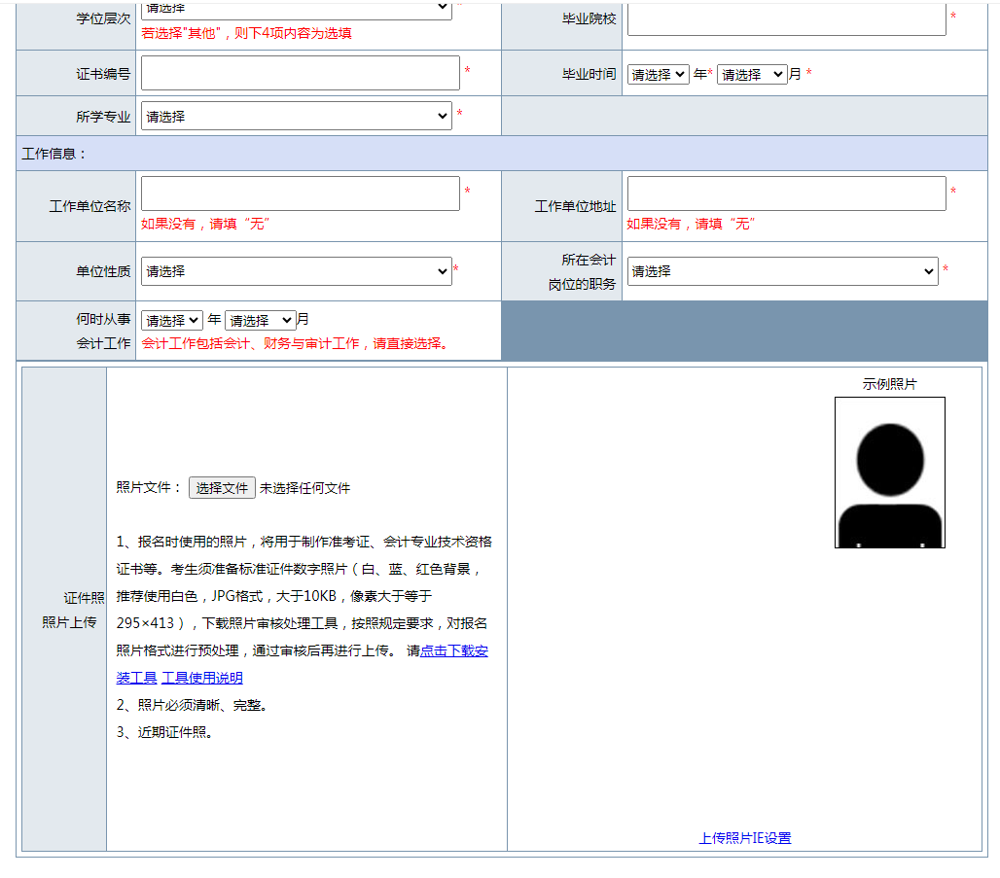 学位层次 请选择 * 毕业院校 *
若选择"其他"，则下4项内容为选填
证书编号 * 毕业时间 请选择 年* 请选择 月 *
所学专业 请选择 *
工作信息：
工作单位名称 * 工作单位地址 *
如果没有，请填“无” 如果没有，请填“无”
单位性质 请选择 * 所在会计
岗位的职务 请选择 *
何时从事
会计工作 请选择 年 请选择 月
会计工作包括会计、财务与审计工作，请直接选择。
示例照片
证件照
照片上传
照片文件： 选择文件 未选择任何文件
1、报名时使用的照片，将用于制作准考证、会计专业技术资格
证书等。考生须准备标准证件数字照片（白、蓝、红色背景，
推荐使用白色，JPG格式，大于10KB，像素大于等于
295×413），下载照片审核处理工具，按照规定要求，对报名
照片格式进行预处理，通过审核后再进行上传。 请点击下载安
装工具 工具使用说明
2、照片必须清晰、完整。
3、近期证件照。
上传照片IE设置